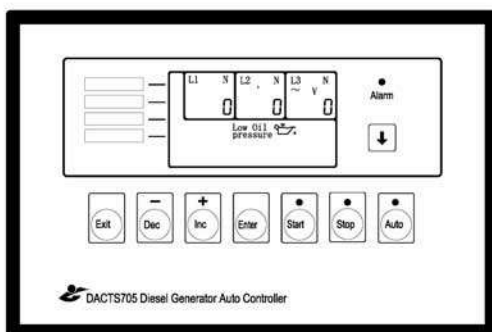 L1 N L2 , N L3 N
~ V
0 0 0
Low Oil
pressure
Alarm
− +
Exit Dec Inc Enter Start Stop Auto
DACTS705 Diesel Generator Auto Controller